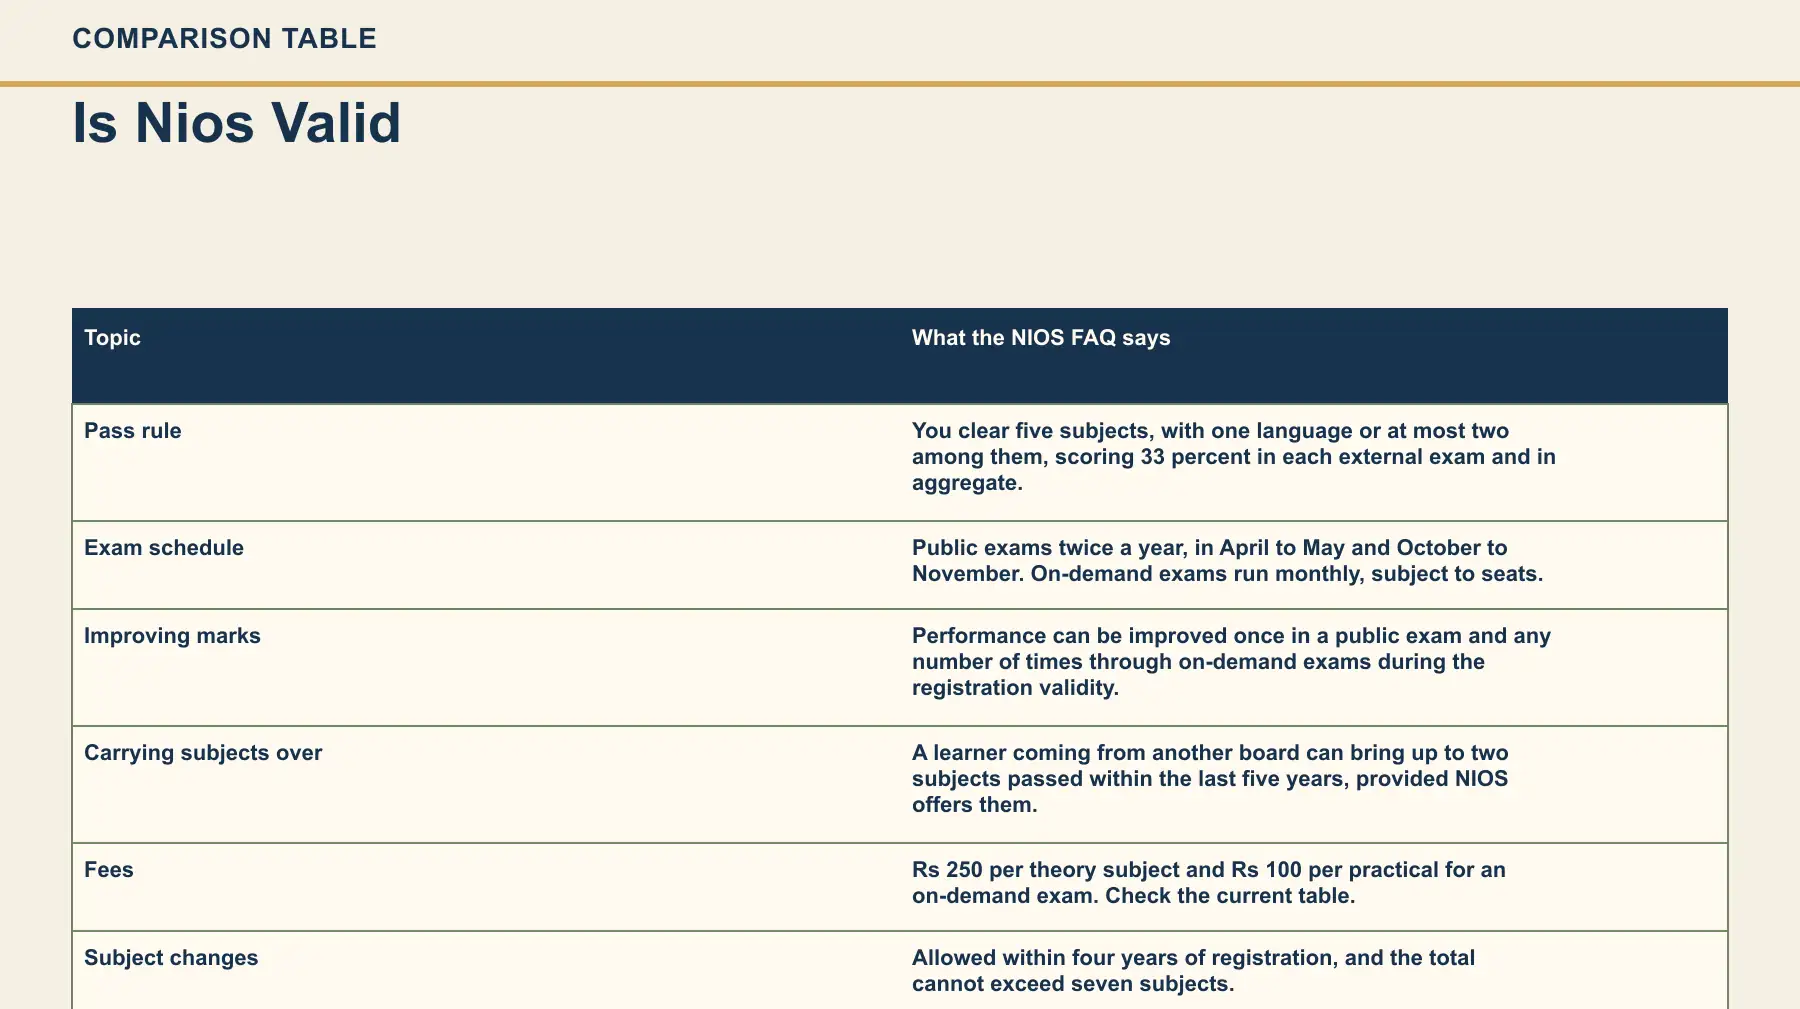 COMPARISON TABLE
Is Nios Valid
Topic
What the NIOS FAQ says
Pass rule
You clear five subjects, with one language or at most two
among them, scoring 33 percent in each external exam and in
aggregate.
Exam schedule
Public exams twice a year, in April to May and October to
November. On-demand exams run monthly, subject to seats.
Improving marks
Performance can be improved once in a public exam and any
number of times through on-demand exams during the
registration validity.
Carrying subjects over
A learner coming from another board can bring up to two
subjects passed within the last five years, provided NIOS
offers them.
Fees
Rs 250 per theory subject and Rs 100 per practical for an
on-demand exam. Check the current table.
Subject changes
Allowed within four years of registration, and the total
cannot exceed seven subjects.